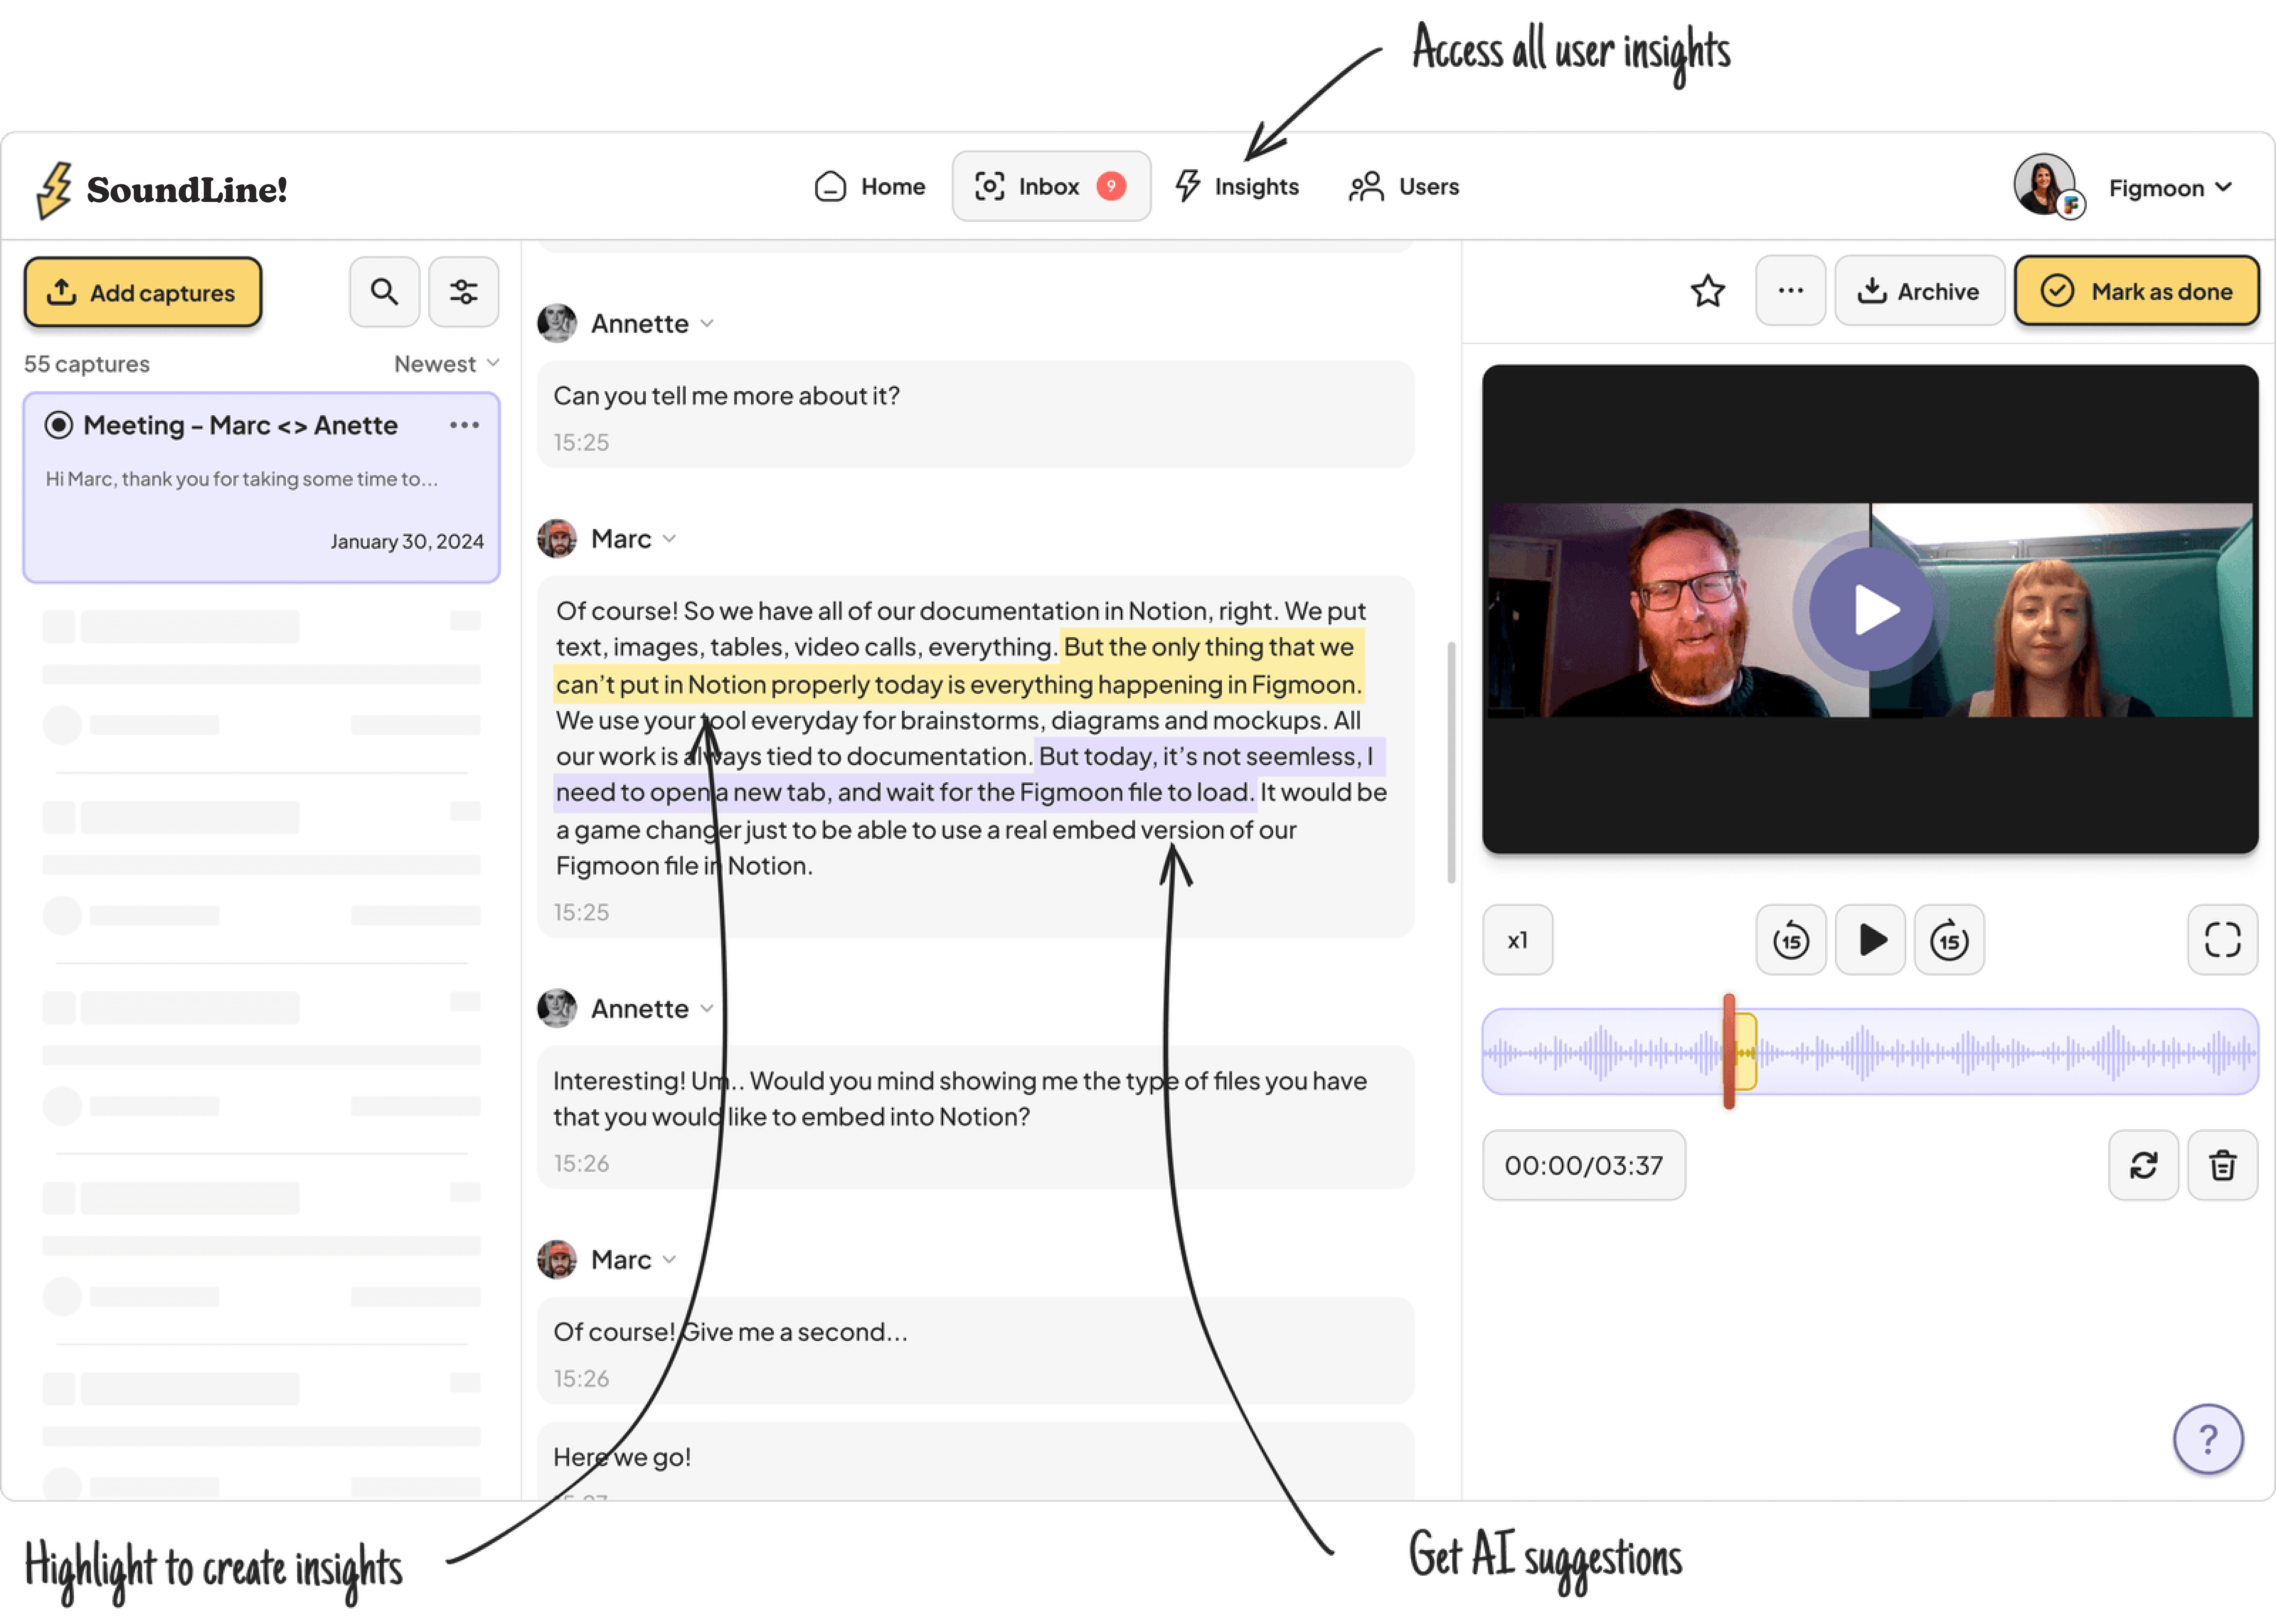 Access all user insights
SoundLine!
Home
Inbox 9
Insights
Users
Figmoon
Add captures
55 captures
Newest
Meeting - Marc <> Anette
Hi Marc, thank you for taking some time to...
January 30, 2024
Annette
Can you tell me more about it?
15:25
Marc
Of course! So we have all of our documentation in Notion, right. We put
text, images, tables, video calls, everything. But the only thing that we
can't put in Notion properly today is everything happening in Figmoon.
We use your tool everyday for brainstorms, diagrams and mockups. All
our work is always tied to documentation. But today, it's not seemless, I
need to open a new tab, and wait for the Figmoon file to load. It would be
a game changer just to be able to use a real embed version of our
Figmoon file in Notion.
15:25
Annette
Interesting! Um.. Would you mind showing me the type of files you have
that you would like to embed into Notion?
15:26
Marc
Of course! Give me a second...
15:26
Here we go!
Archive
Mark as done
x1
15
15
00:00/03:37
?
Highlight to create insights
Get AI suggestions